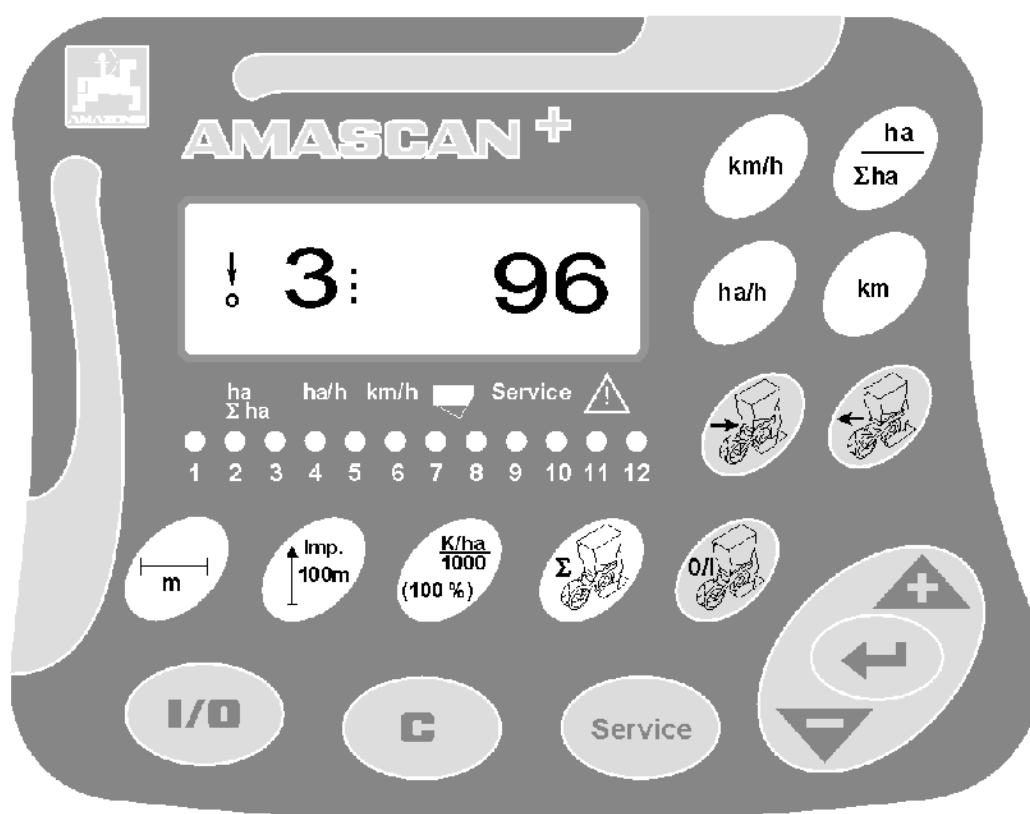 AMAZONE
AMASCAN+
km/h
ha
Σha
3: 96
ha/h
km
ha
Σ ha
ha/h km/h Service
1 2 3 4 5 6 7 8 9 10 11 12
m
Imp.
100m
K/ha
1000
(100 %)
Σ
0/I
I/O
C
Service